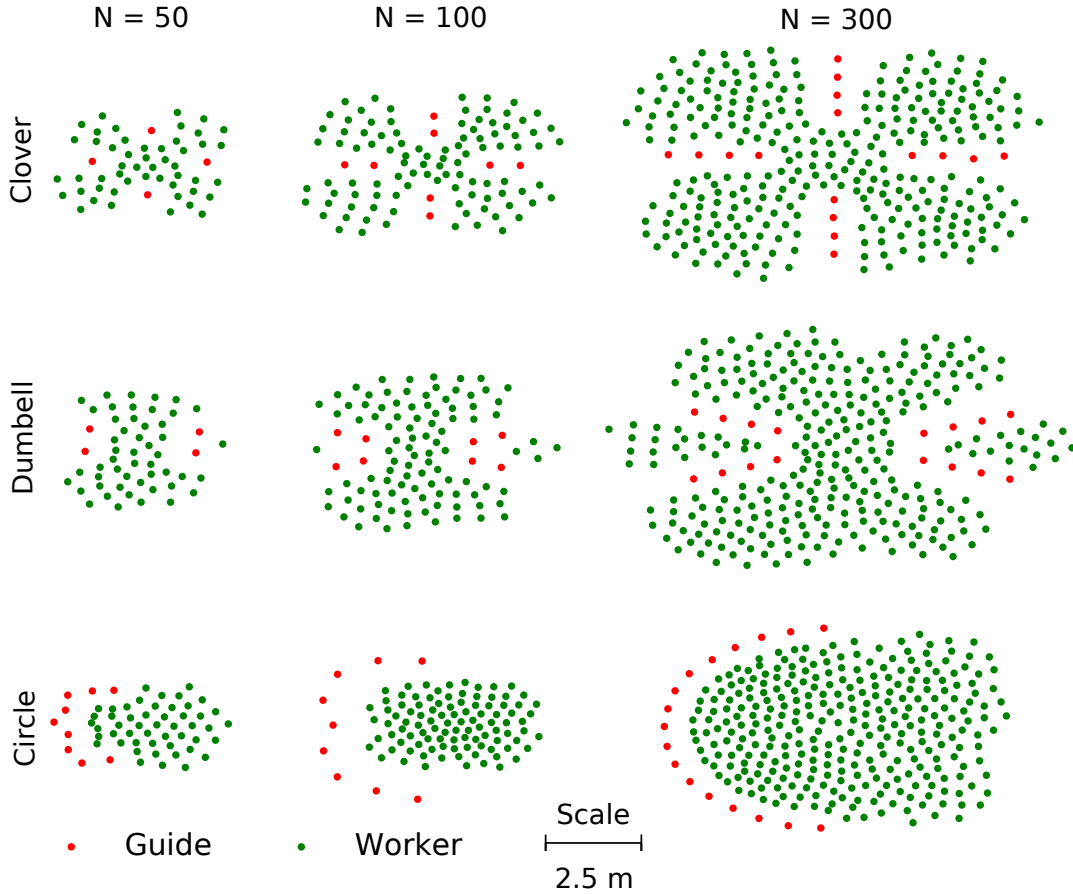 N = 50
N = 100
N = 300
Clover
Dumbell
Circle
Guide
Worker
Scale
2.5 m